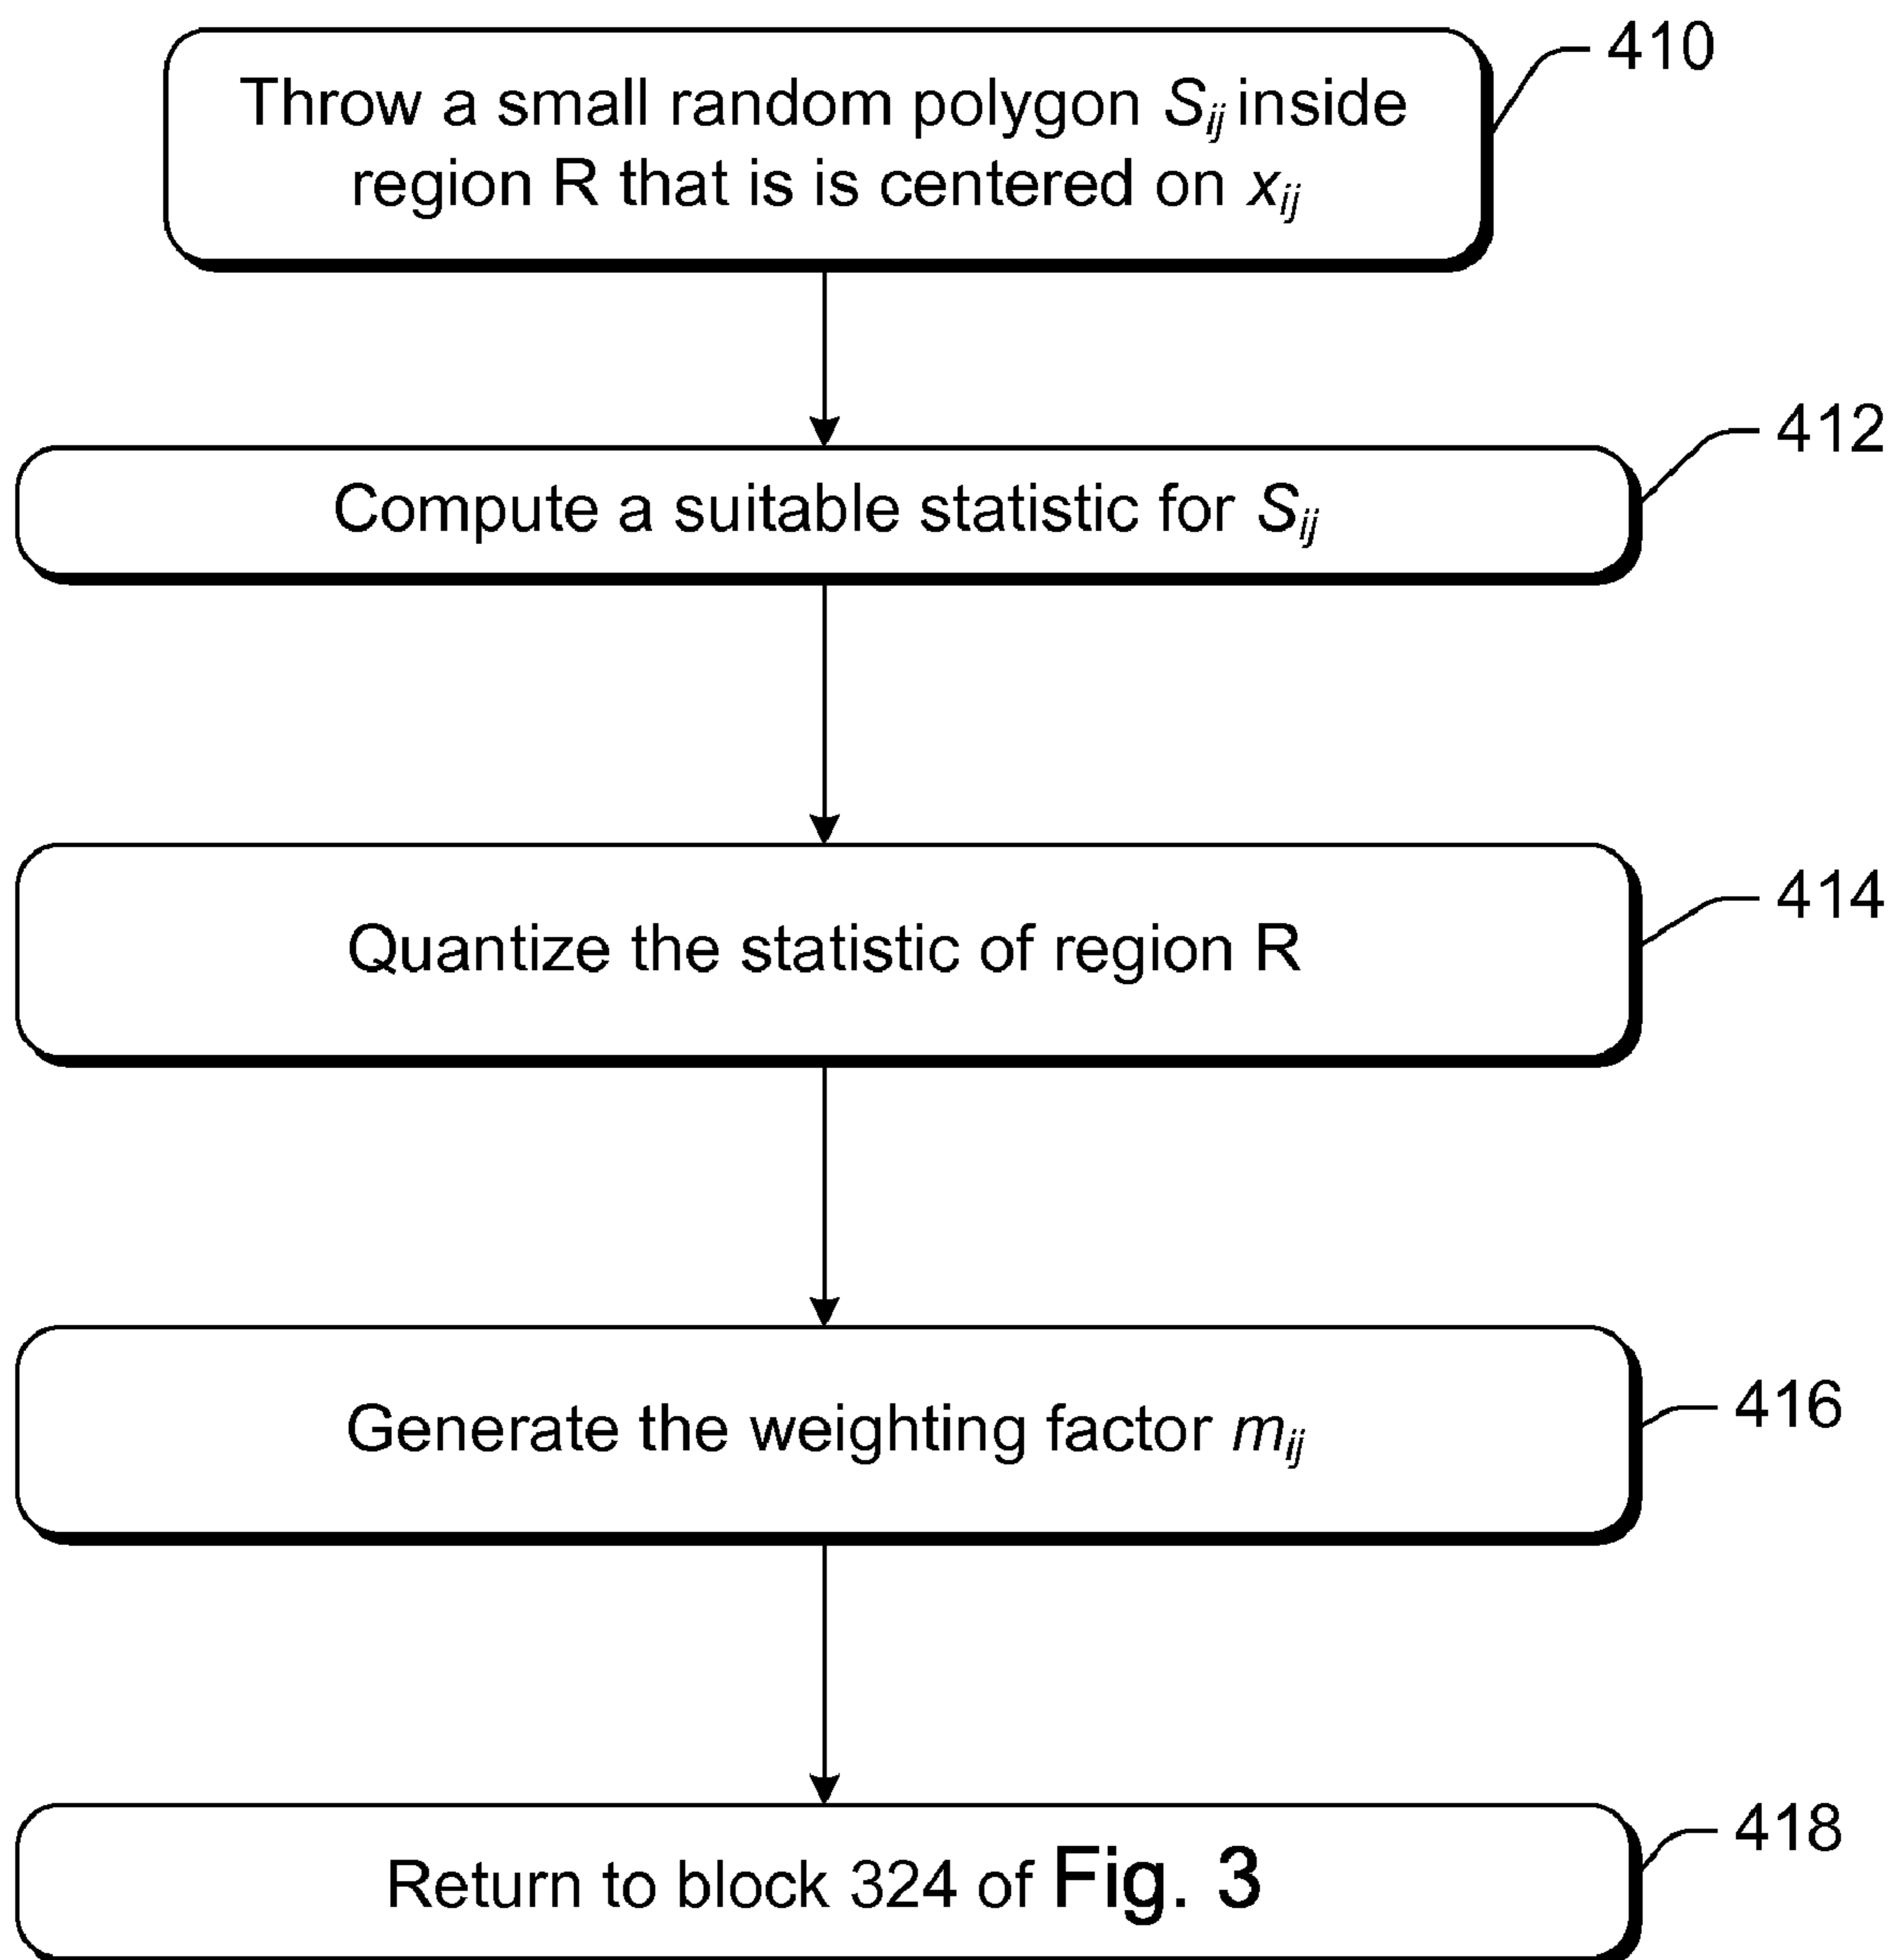 410
Throw a small random polygon Sij inside
region R that is is centered on xij
412
Compute a suitable statistic for Sij
414
Quantize the statistic of region R
416
Generate the weighting factor mij
418
Return to block 324 of Fig. 3